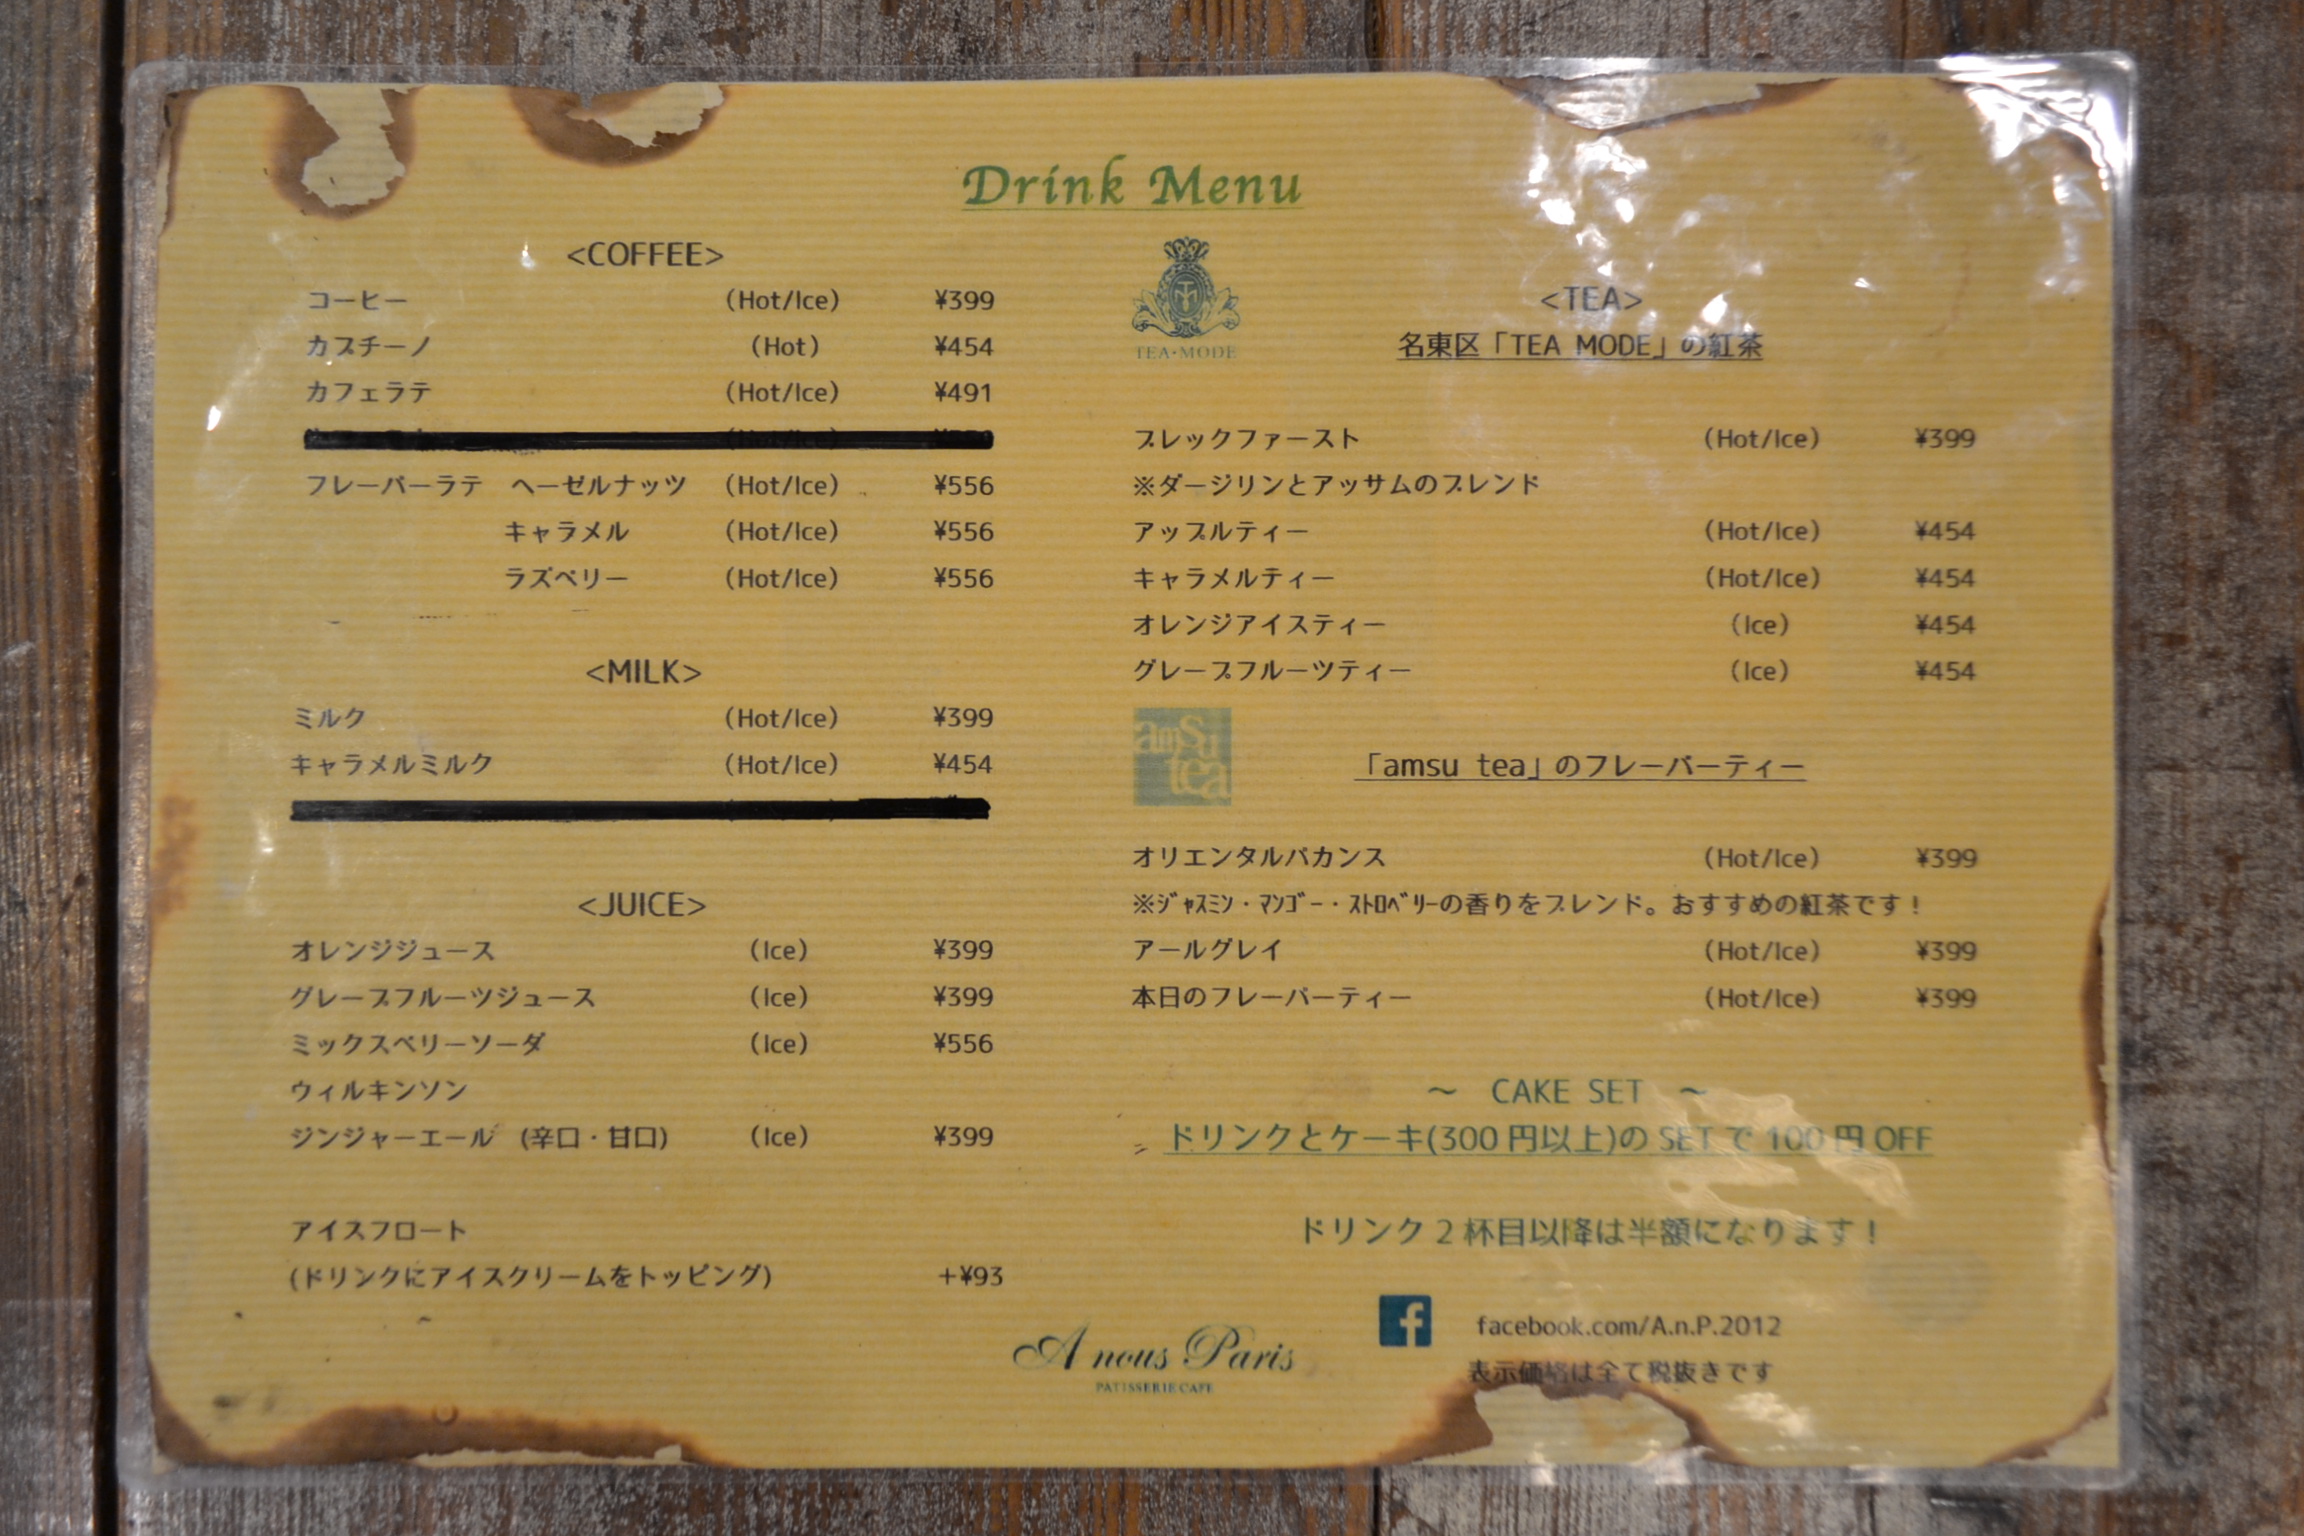 Drink Menu
<COFFEE>
コーヒー (Hot/Ice) ¥399
カプチーノ (Hot) ¥454
カフェラテ (Hot/Ice) ¥491
フレーバーラテ ヘーゼルナッツ (Hot/Ice) ¥556
キャラメル (Hot/Ice) ¥556
ラズベリー (Hot/Ice) ¥556
<MILK>
ミルク (Hot/Ice) ¥399
キャラメルミルク (Hot/Ice) ¥454
<JUICE>
オレンジジュース (Ice) ¥399
グレープフルーツジュース (Ice) ¥399
ミックスベリーソーダ (Ice) ¥556
ウィルキンソン
ジンジャーエール (辛口・甘口) (Ice) ¥399
アイスフロート
(ドリンクにアイスクリームをトッピング) +¥93
TEA・MODE
<TEA>
名東区「TEA MODE」の紅茶
ブレックファースト (Hot/Ice) ¥399
※ダージリンとアッサムのブレンド
アップルティー (Hot/Ice) ¥454
キャラメルティー (Hot/Ice) ¥454
オレンジアイスティー (Ice) ¥454
グレープフルーツティー (Ice) ¥454
amsu
tea
「amsu tea」のフレーバーティー
オリエンタルバカンス (Hot/Ice) ¥399
※ｼﾞｬｽﾐﾝ・ﾏﾝｺﾞｰ・ｽﾄﾛﾍﾞﾘｰの香りをブレンド。おすすめの紅茶です！
アールグレイ (Hot/Ice) ¥399
本日のフレーバーティー (Hot/Ice) ¥399
～ CAKE SET ～
ドリンクとケーキ(300円以上)のSETで100円OFF
ドリンク2杯目以降は半額になります！
facebook.com/A.n.P.2012
表示価格は全て税抜きです
A nous Paris
PATISSERIE CAFE